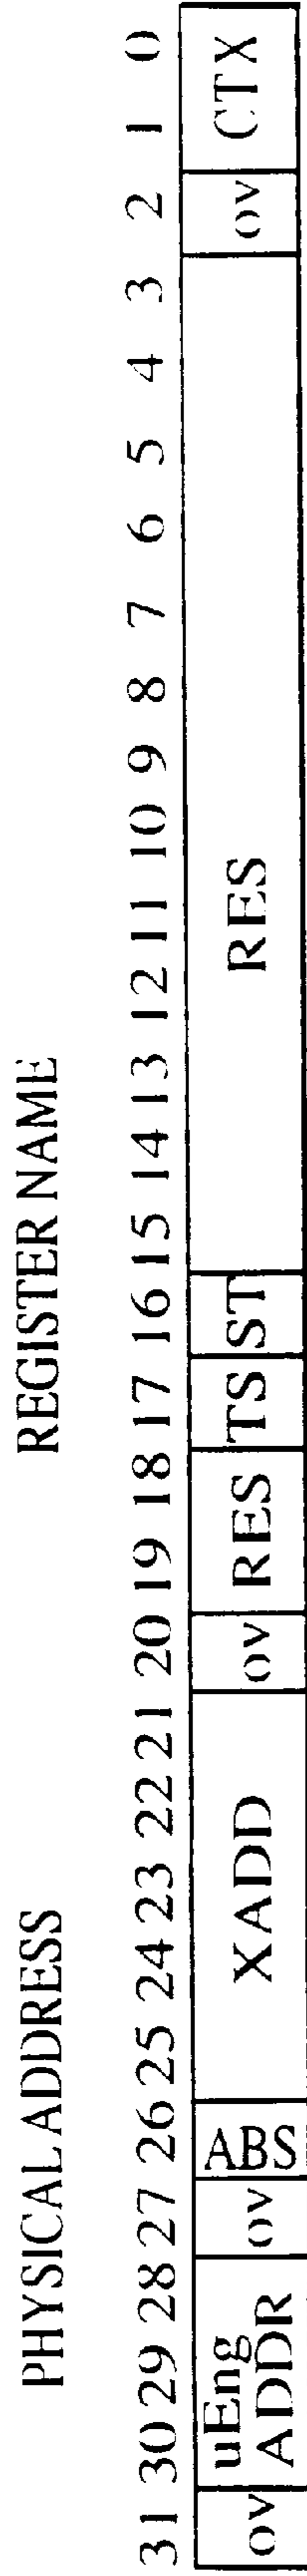 PHYSICAL ADDRESS REGISTER NAME
31 30 29 28 27 26 25 24 23 22 21 20 19 18 17 16 15 14 13 12 11 10 9 8 7 6 5 4 3 2 1 0
OV uEng ADDR OV ABS XADD OV RES TS ST RES OV CTX